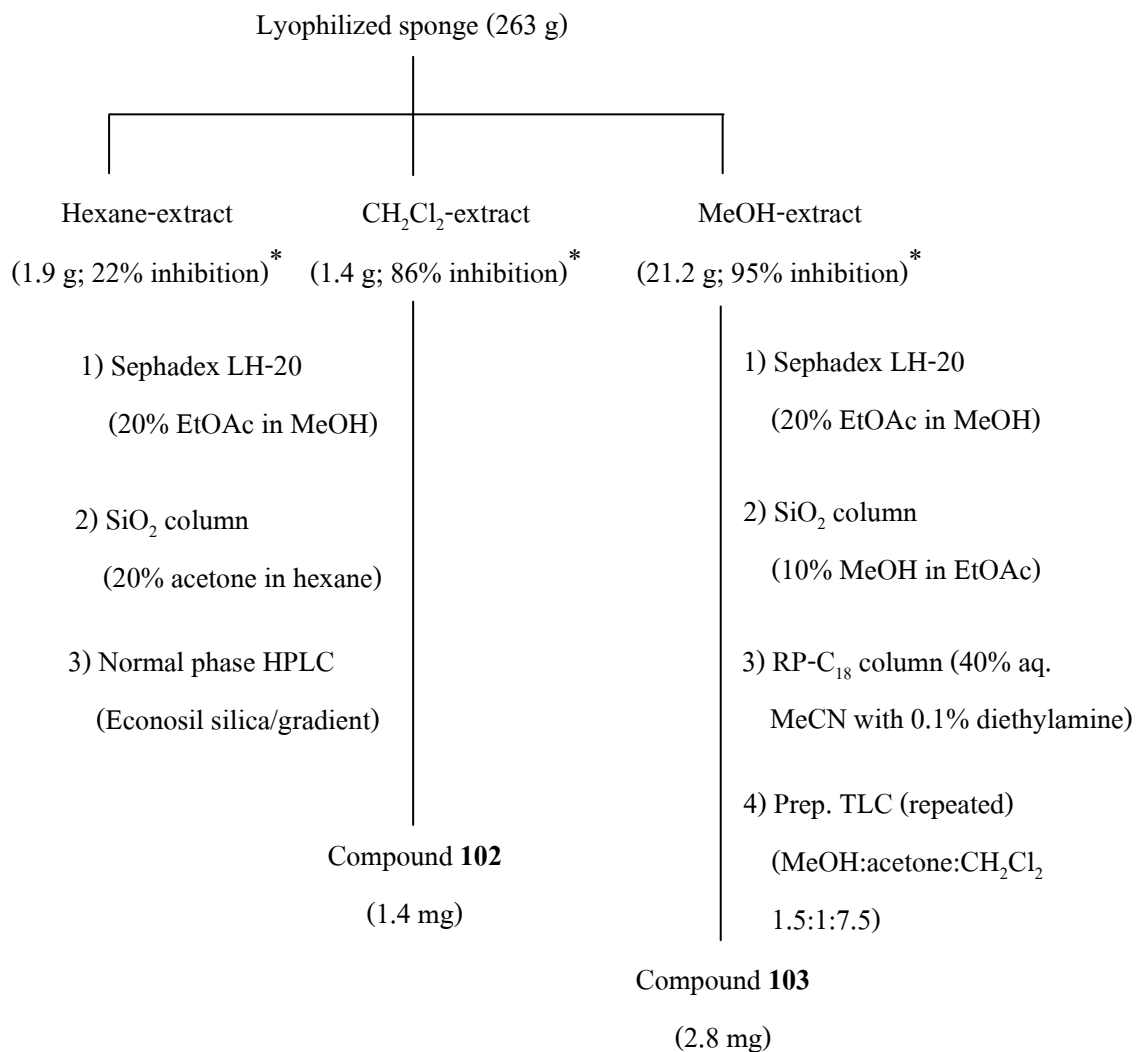 Lyophilized sponge (263 g)
Hexane-extract
(1.9 g; 22% inhibition)*
CH₂Cl₂-extract
(1.4 g; 86% inhibition)*
MeOH-extract
(21.2 g; 95% inhibition)*
1) Sephadex LH-20
(20% EtOAc in MeOH)
2) SiO₂ column
(20% acetone in hexane)
3) Normal phase HPLC
(Econosil silica/gradient)
Compound 102
(1.4 mg)
1) Sephadex LH-20
(20% EtOAc in MeOH)
2) SiO₂ column
(10% MeOH in EtOAc)
3) RP-C₁₈ column (40% aq.
MeCN with 0.1% diethylamine)
4) Prep. TLC (repeated)
(MeOH:acetone:CH₂Cl₂
1.5:1:7.5)
Compound 103
(2.8 mg)